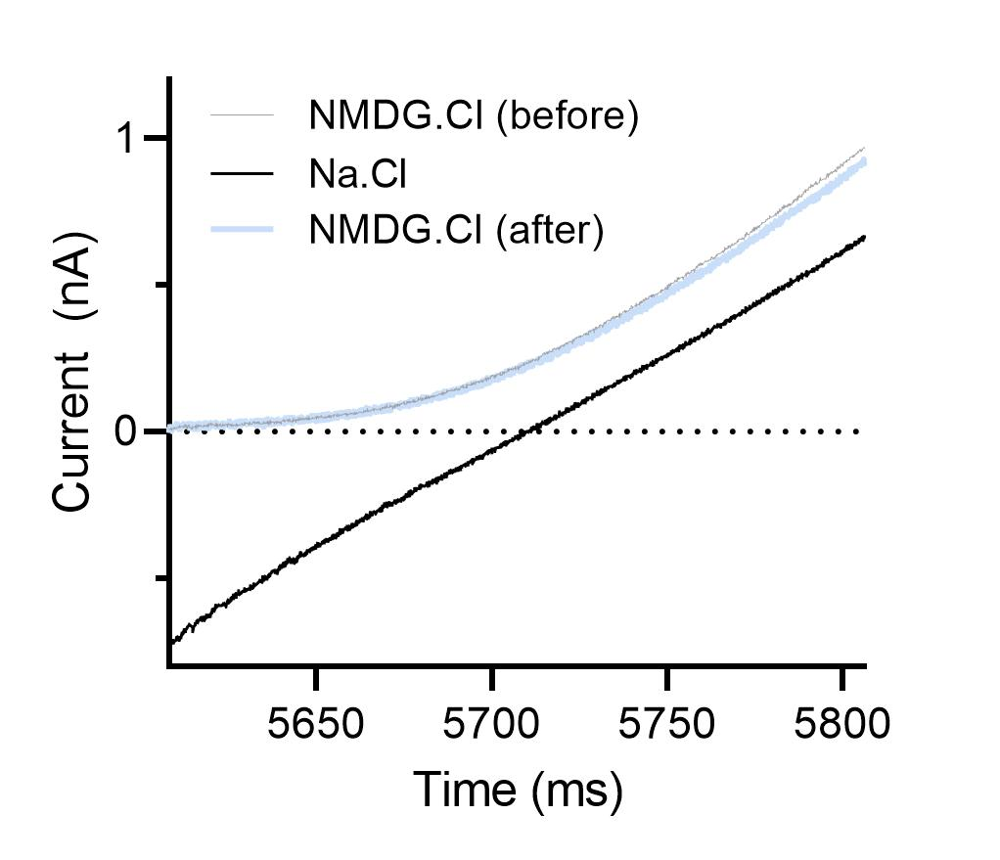 NMDG.Cl (before)
Na.Cl
NMDG.Cl (after)
1
0
Current (nA)
5650 5700 5750 5800
Time (ms)